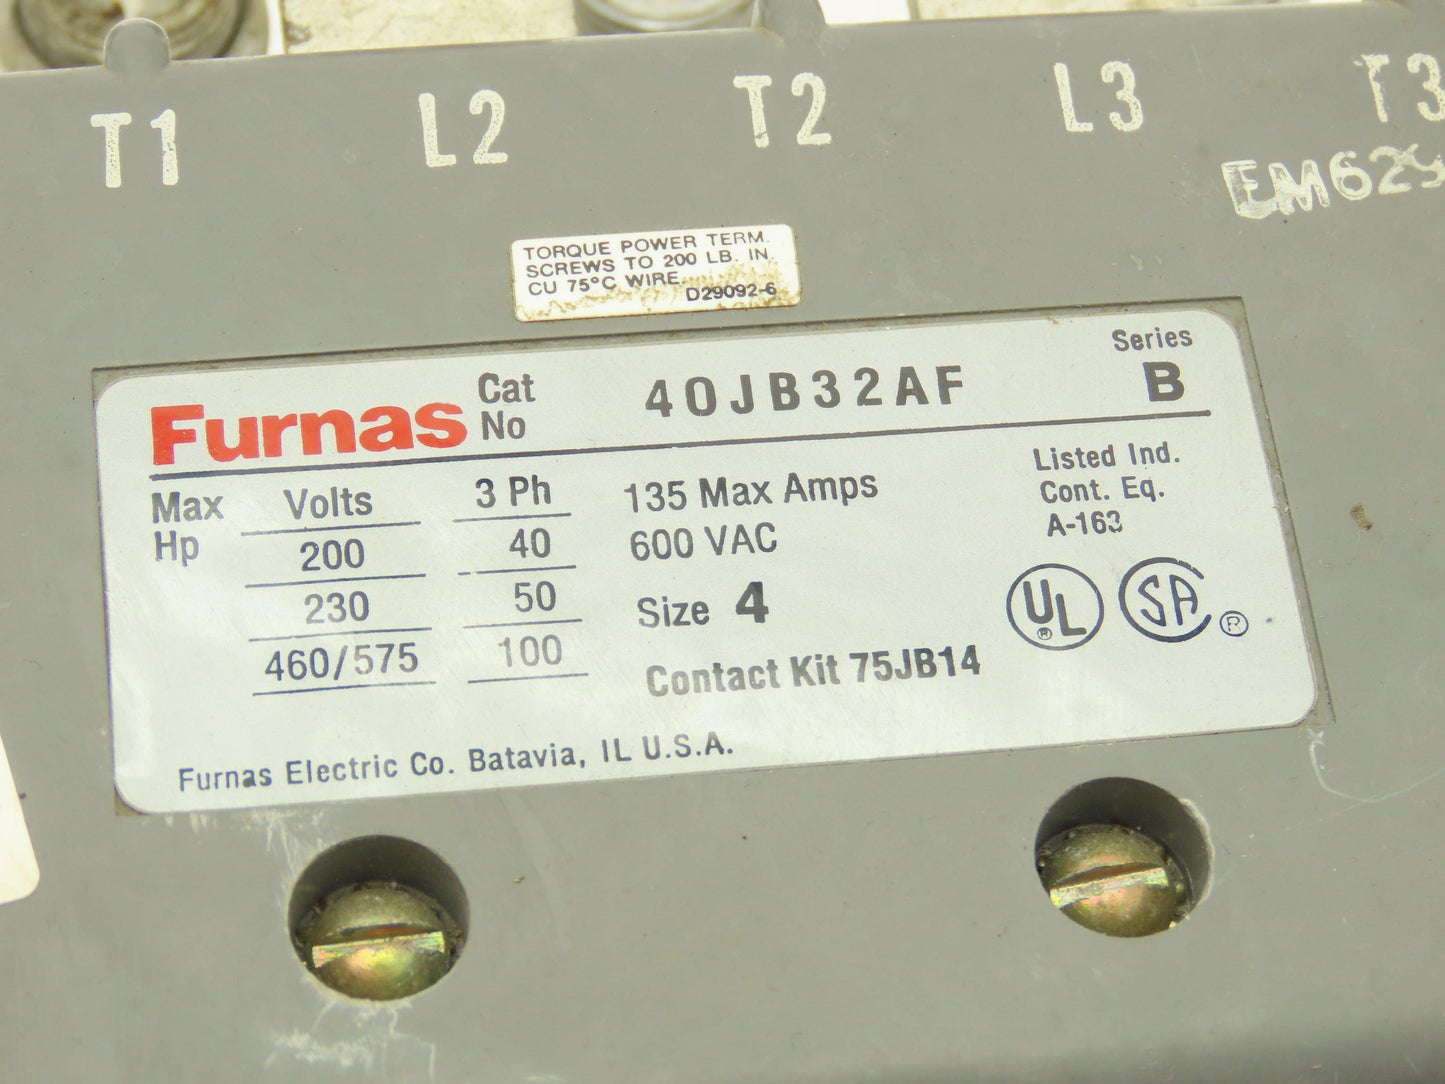 T1 L2 T2 L3 T3
TORQUE POWER TERM.
SCREWS TO 200 LB. IN.
CU 75°C WIRE.
D29092-6
Furnas Cat No 40JB32AF Series B
Max Hp
Volts 3 Ph
200 40
230 50
460/575 100
135 Max Amps
600 VAC
Size 4
Contact Kit 75JB14
Listed Ind.
Cont. Eq.
A-163
UL ® SA ®
Furnas Electric Co. Batavia, IL U.S.A.